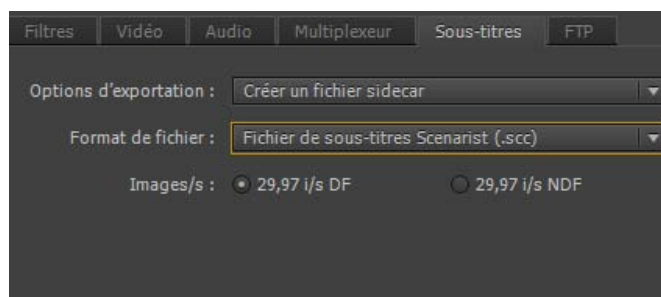 Filtres Vidéo Audio Multiplexeur Sous-titres FTP
Options d'exportation : Créer un fichier sidecar
Format de fichier : Fichier de sous-titres Scenarist (.scc)
Images/s : 29,97 i/s DF 29,97 i/s NDF